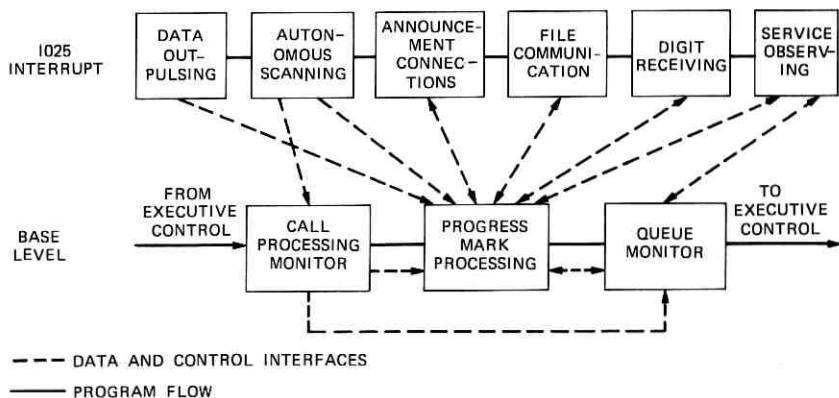 1025
INTERRUPT
DATA
OUT-
PULSING
AUTON-
OMOUS
SCANNING
ANNOUNCE-
MENT
CONNEC-
TIONS
FILE
COMMUNI-
CATION
DIGIT
RECEIVING
SERVICE
OBSERV-
ING
BASE
LEVEL
FROM
EXECUTIVE
CONTROL
CALL
PROCESSING
MONITOR
PROGRESS
MARK
PROCESSING
QUEUE
MONITOR
TO
EXECUTIVE
CONTROL
DATA AND CONTROL INTERFACES
PROGRAM FLOW